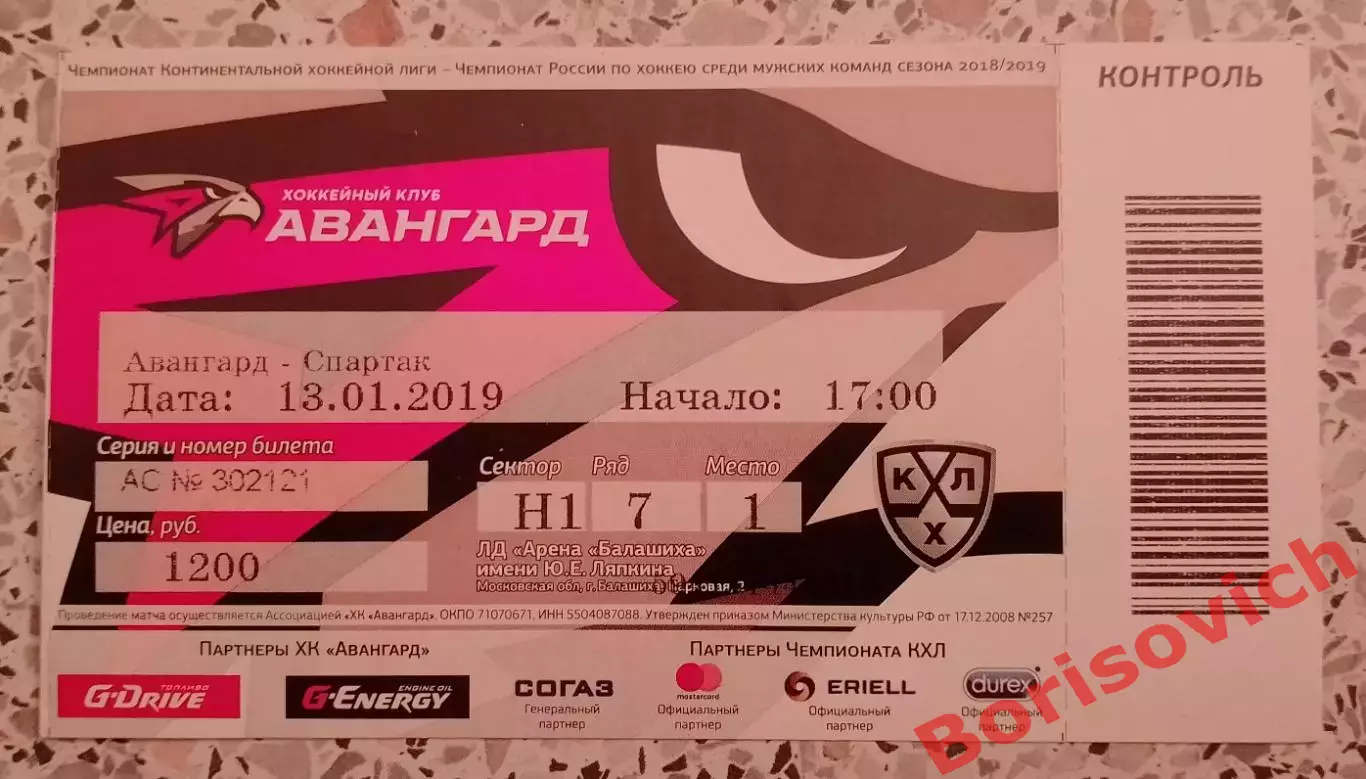 Чемпионат Континентальной хоккейной лиги – Чемпионат России по хоккею среди мужских команд сезона 2018/2019
КОНТРОЛЬ
ХОККЕЙНЫЙ КЛУБ
АВАНГАРД
Авангард - Спартак
Дата: 13.01.2019 Начало: 17:00
Серия и номер билета
АС № 302121
Сектор Ряд Место
Н1 7 1
Цена, руб.
1200
КХЛ
Х
ЛД «Арена «Балашиха»
имени Ю.Е. Ляпкина
Московская обл, г. Балашиха, Парковая, 2
Проведение матча осуществляется Ассоциацией «ХК «Авангард». ОКПО 71070671, ИНН 5504087088. Утвержден приказом Министерства культуры РФ от 17.12.2008 №257
Партнеры ХК «Авангард» Партнеры Чемпионата КХЛ
G-DRIVE ТОПЛИВО
G-ENERGY ENGINE OIL
СОГАЗ
Генеральный
партнер
mastercard
Официальный
партнер
ERIELL
Официальный
партнер
durex
Официальный
партнер
Borisovich